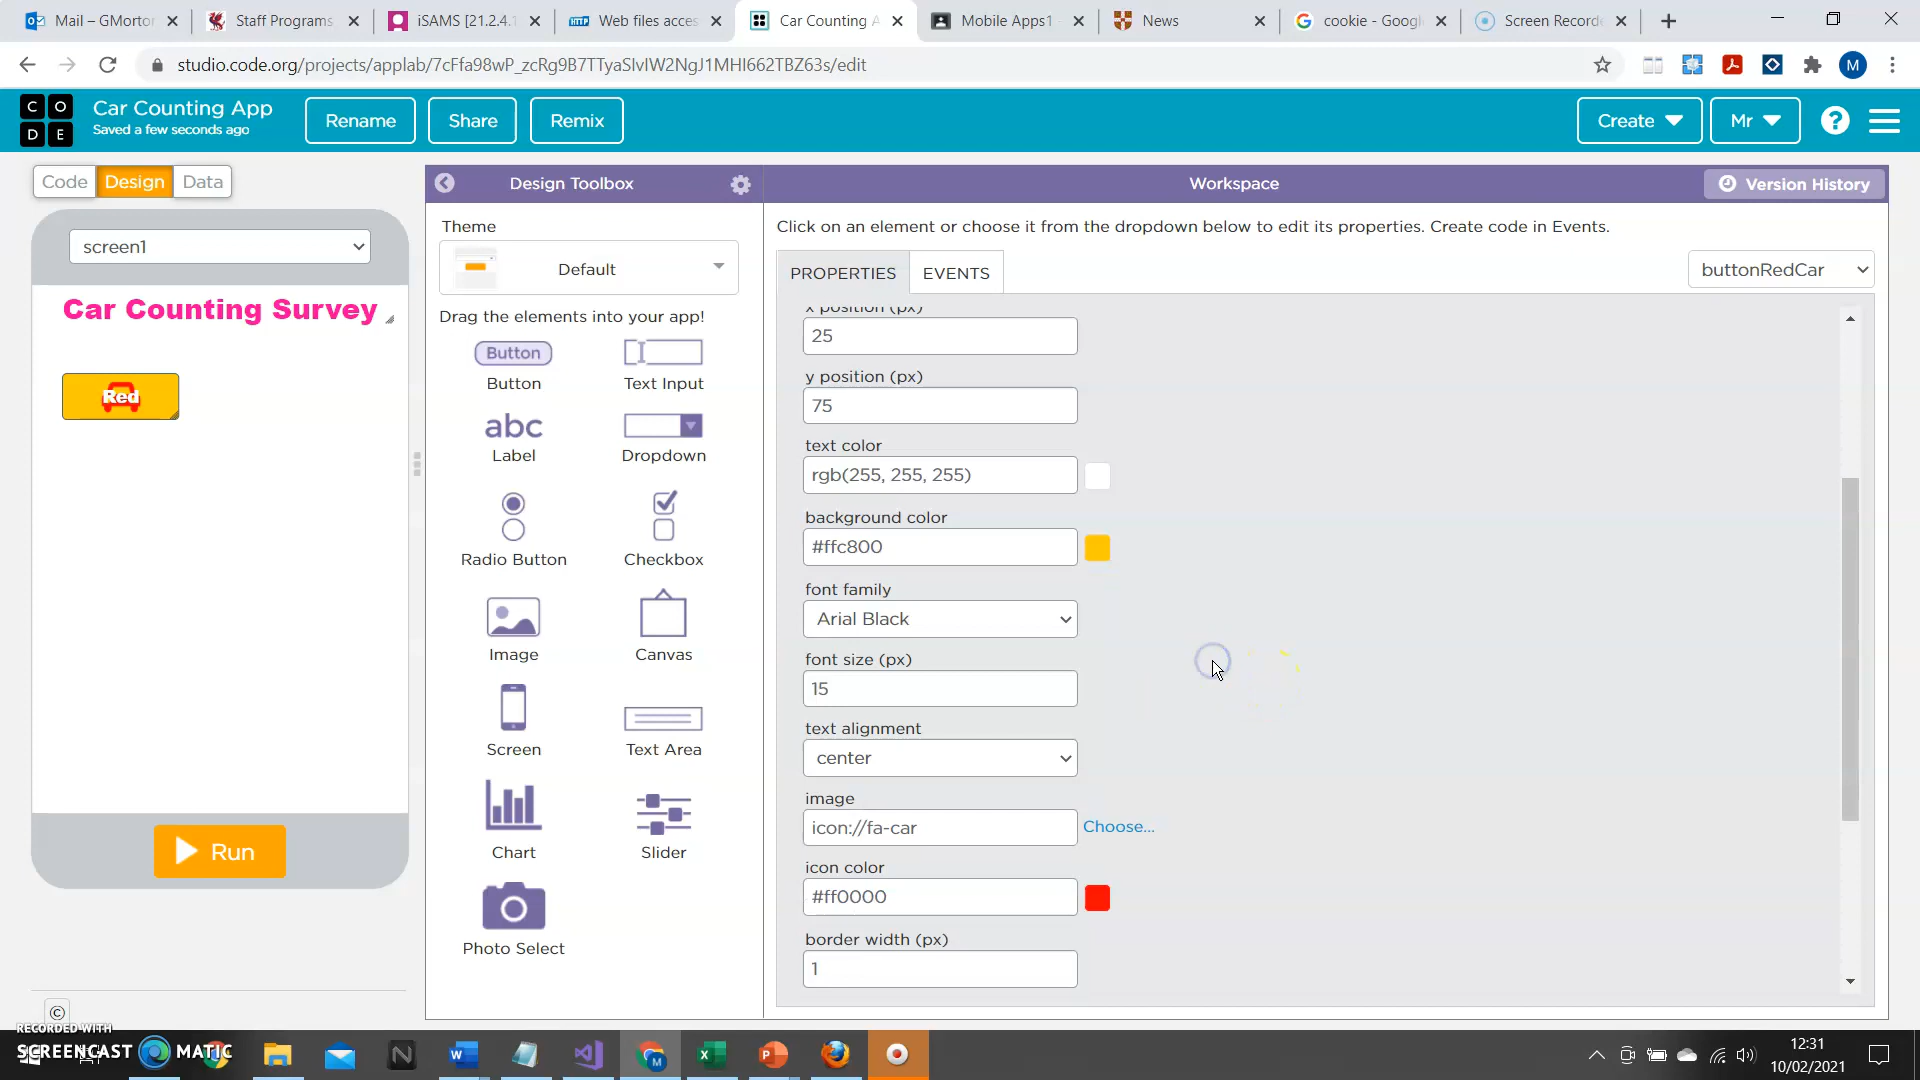 Mail – GMorton
Staff Programs
iSAMS [21.2.4.1
Web files acces
Car Counting A
Mobile Apps1
News
cookie - Google
Screen Recorde
studio.code.org/projects/applab/7cFfa98wP_zcRg9B7TTyaSlvIW2NgJ1MHI662TBZ63s/edit
M
C O D E
Car Counting App
Saved a few seconds ago
Rename
Share
Remix
Create
Mr
?
Code
Design
Data
Design Toolbox
Workspace
Version History
screen1
Car Counting Survey
Red
Run
©
Theme
Default
Drag the elements into your app!
Button
Button
Text Input
abc
Label
Dropdown
Radio Button
Checkbox
Image
Canvas
Screen
Text Area
Chart
Slider
Photo Select
Click on an element or choose it from the dropdown below to edit its properties. Create code in Events.
PROPERTIES
EVENTS
buttonRedCar
x position (px)
25
y position (px)
75
text color
rgb(255, 255, 255)
background color
#ffc800
font family
Arial Black
font size (px)
15
text alignment
center
image
icon://fa-car
Choose...
icon color
#ff0000
border width (px)
1
RECORDED WITH
SCREENCAST MATIC
12:31
10/02/2021